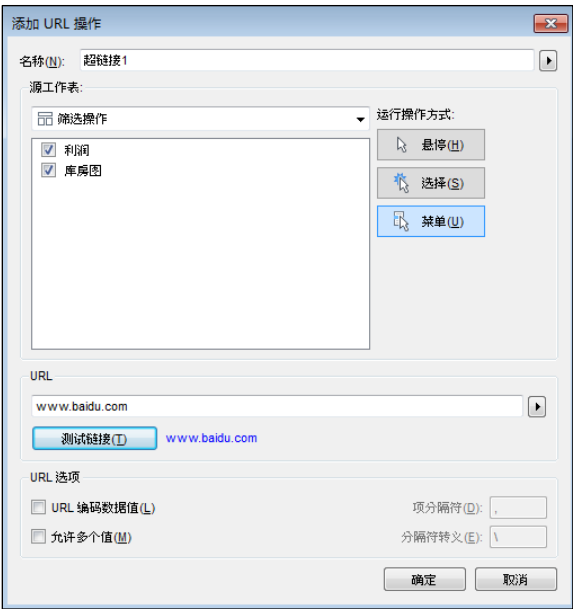 添加 URL 操作
名称(N): 超链接1
源工作表:
筛选操作
运行操作方式:
利润
库房图
悬停(H)
选择(S)
菜单(U)
URL
www.baidu.com
测试链接(T) www.baidu.com
URL 选项
URL 编码数据值(L) 项分隔符(D): ,
允许多个值(M) 分隔符转义(E): \
确定 取消